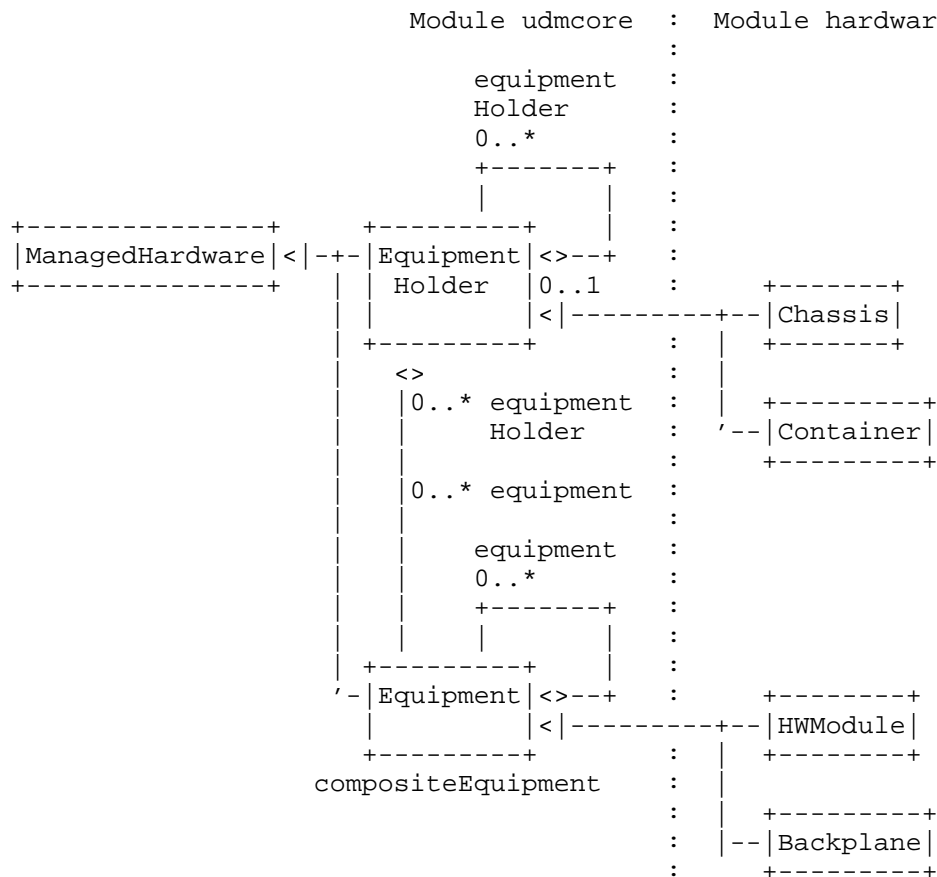 Module udmcore : Module hardwar
:
equipment :
Holder :
0..* :
+-------+ :
| | :
+---------------+ +---------+ | :
|ManagedHardware|<|-+-|Equipment|<>--+ :
+---------------+ | | Holder |0..1 : +-------+
| | |<|---------+--|Chassis|
| +---------+ : | +-------+
| <> : |
| |0..* equipment : | +---------+
| | Holder : '--|Container|
| | : +---------+
| |0..* equipment :
| | :
| | equipment :
| | 0..* :
| | +-------+ :
| | | | :
| +---------+ | :
'-|Equipment|<>--+ : +--------+
| |<|---------+--|HWModule|
+---------+ : | +--------+
compositeEquipment : |
: | +---------+
: |--|Backplane|
: +---------+